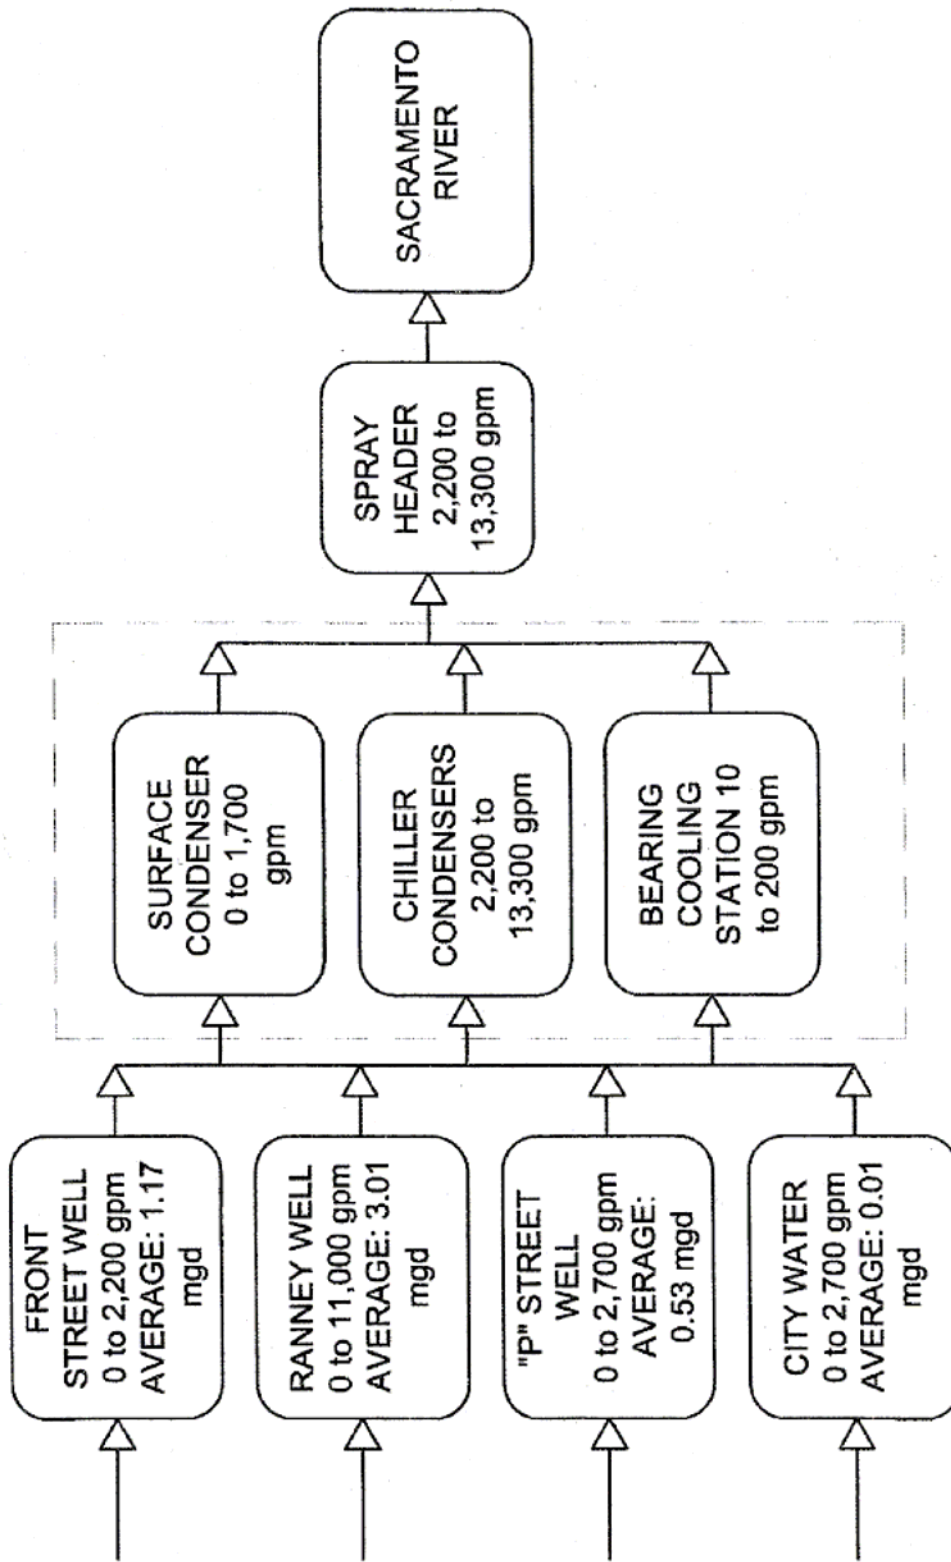 FRONT
STREET WELL
0 to 2,200 gpm
AVERAGE: 1.17
mgd
RANNEY WELL
0 to 11,000 gpm
AVERAGE: 3.01
mgd
"P" STREET
WELL
0 to 2,700 gpm
AVERAGE:
0.53 mgd
CITY WATER
0 to 2,700 gpm
AVERAGE: 0.01
mgd
SURFACE
CONDENSER
0 to 1,700
gpm
CHILLER
CONDENSERS
2,200 to
13,300 gpm
BEARING
COOLING
STATION 10
to 200 gpm
SPRAY
HEADER
2,200 to
13,300 gpm
SACRAMENTO
RIVER